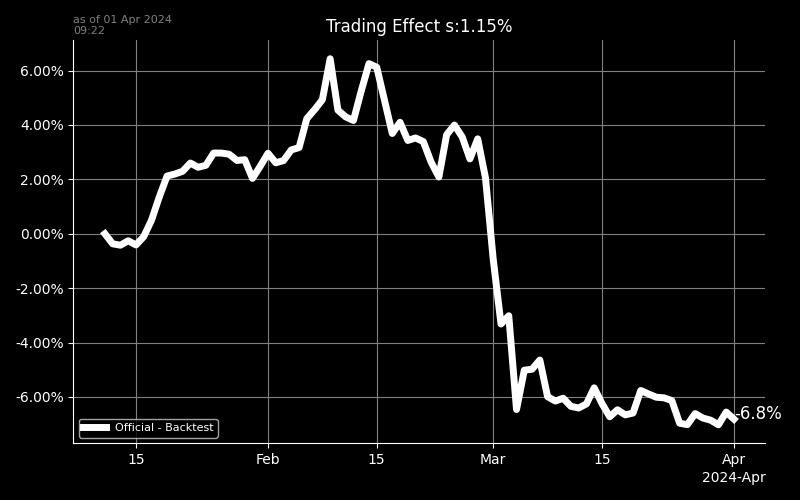 as of 01 Apr 2024
09:22
Trading Effect s:1.15%
6.00%
4.00%
2.00%
0.00%
-2.00%
-4.00%
-6.00%
-6.8%
Official - Backtest
15 Feb 15 Mar 15 Apr
2024-Apr